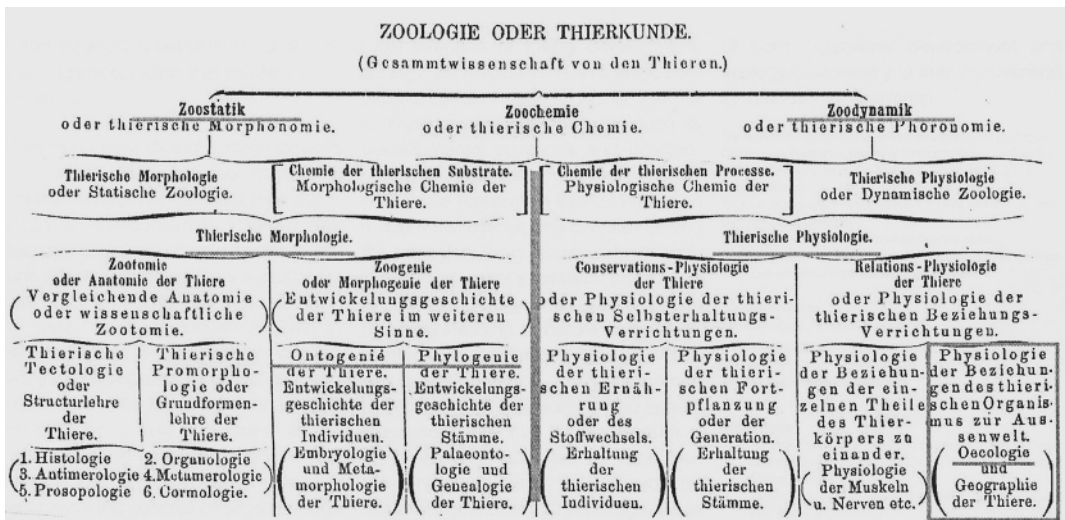 ZOOLOGIE ODER THIERKUNDE.
(Gesammtwissenschaft von den Thieren.)
Zoostatik
oder thierische Morphonomie.
Zoochemie
oder thierische Chemie.
Zoodynamik
oder thierische Phoronomie.
Thierische Morphologie
oder Statische Zoologie.
Chemie der thierischen Substrate.
Morphologische Chemie der
Thiere.
Chemie der thierischen Processe.
Physiologische Chemie der
Thiere.
Thierische Physiologie
oder Dynamische Zoologie.
Thierische Morphologie.
Thierische Physiologie.
Zootomie
oder Anatomie der Thiere
(Vergleichende Anatomie
oder wissenschaftliche
Zootomie.)
Zoogenie
oder Morphogenie der Thiere
(Entwickelungsgeschichte
der Thiere im weiteren
Sinne.)
Conservations-Physiologie
der Thiere
oder Physiologie der thieri-
schen Selbsterhaltungs-
Verrichtungen.
Relations-Physiologie
der Thiere
oder Physiologie der
thierischen Beziehungs-
Verrichtungen.
Thierische
Tectologie
oder
Structurlehre
der
Thiere.
Thierische
Promorpho-
logie oder
Grundformen-
lehre der
Thiere.
1. Histologie 2. Organologie
3. Antimerologie 4. Metamerologie
5. Prosopologie 6. Cormologie.
Ontogenie
der Thiere.
Entwickelungs-
geschichte der
thierischen
Individuen.
(Embryologie
und Meta-
morphologie
der Thiere.)
Phylogenie
der Thiere.
Entwickelungs-
geschichte der
thierischen
Stämme.
(Palaeonto-
logie und
Genealogie
der Thiere.)
Physiologie
der thieri-
schen Ernäh-
rung
oder des
Stoffwechsels.
(Erhaltung
der
thierischen
Individuen.)
Physiologie
der thieri-
schen Fort-
pflanzung
oder der
Generation.
(Erhaltung
der
thierischen
Stämme.)
Physiologie
der Beziehun-
gen der ein-
zelnen Theile
des Thier-
körpers zu
einander.
(Physiologie
der Muskeln
u. Nerven etc.)
Physiologie
der Beziehun-
gen des thieri-
schen Organis-
mus zur Aus-
senwelt.
(Oecologie
und
Geographie
der Thiere.)